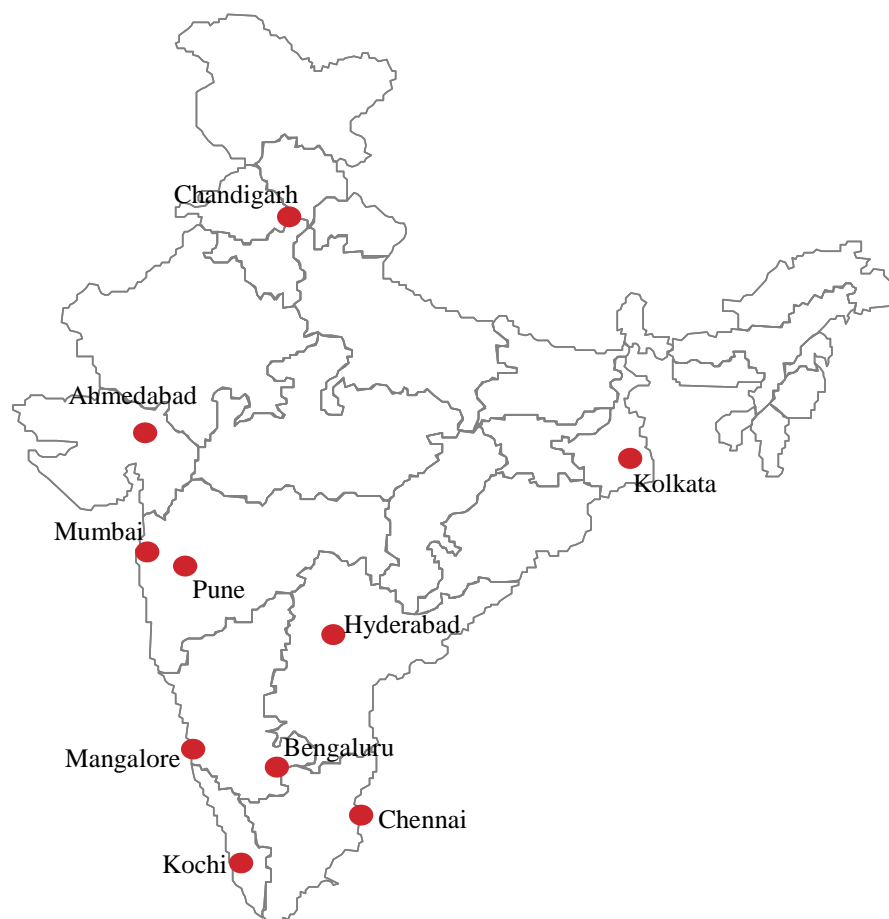 Chandigarh
Ahmedabad
Kolkata
Mumbai
Pune
Hyderabad
Bengaluru
Mangalore
Chennai
Kochi